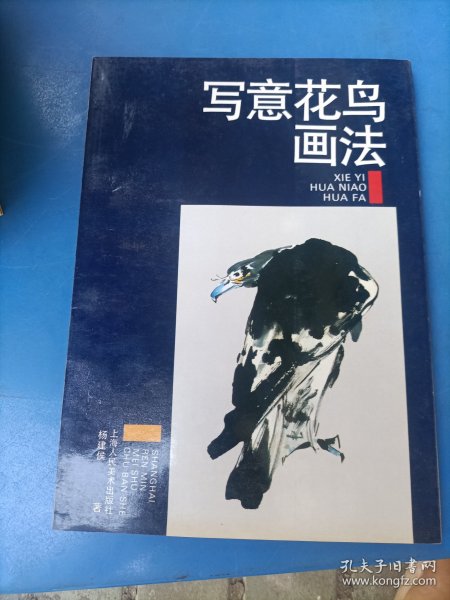 写意花鸟
画法
XIE YI
HUA NIAO
HUA FA
SHANGHAI
REN MIN
MEI SHU
CHU BAN SHE
上海人民美术出版社
杨建侯 著
孔夫子旧书网
www.kongfz.com